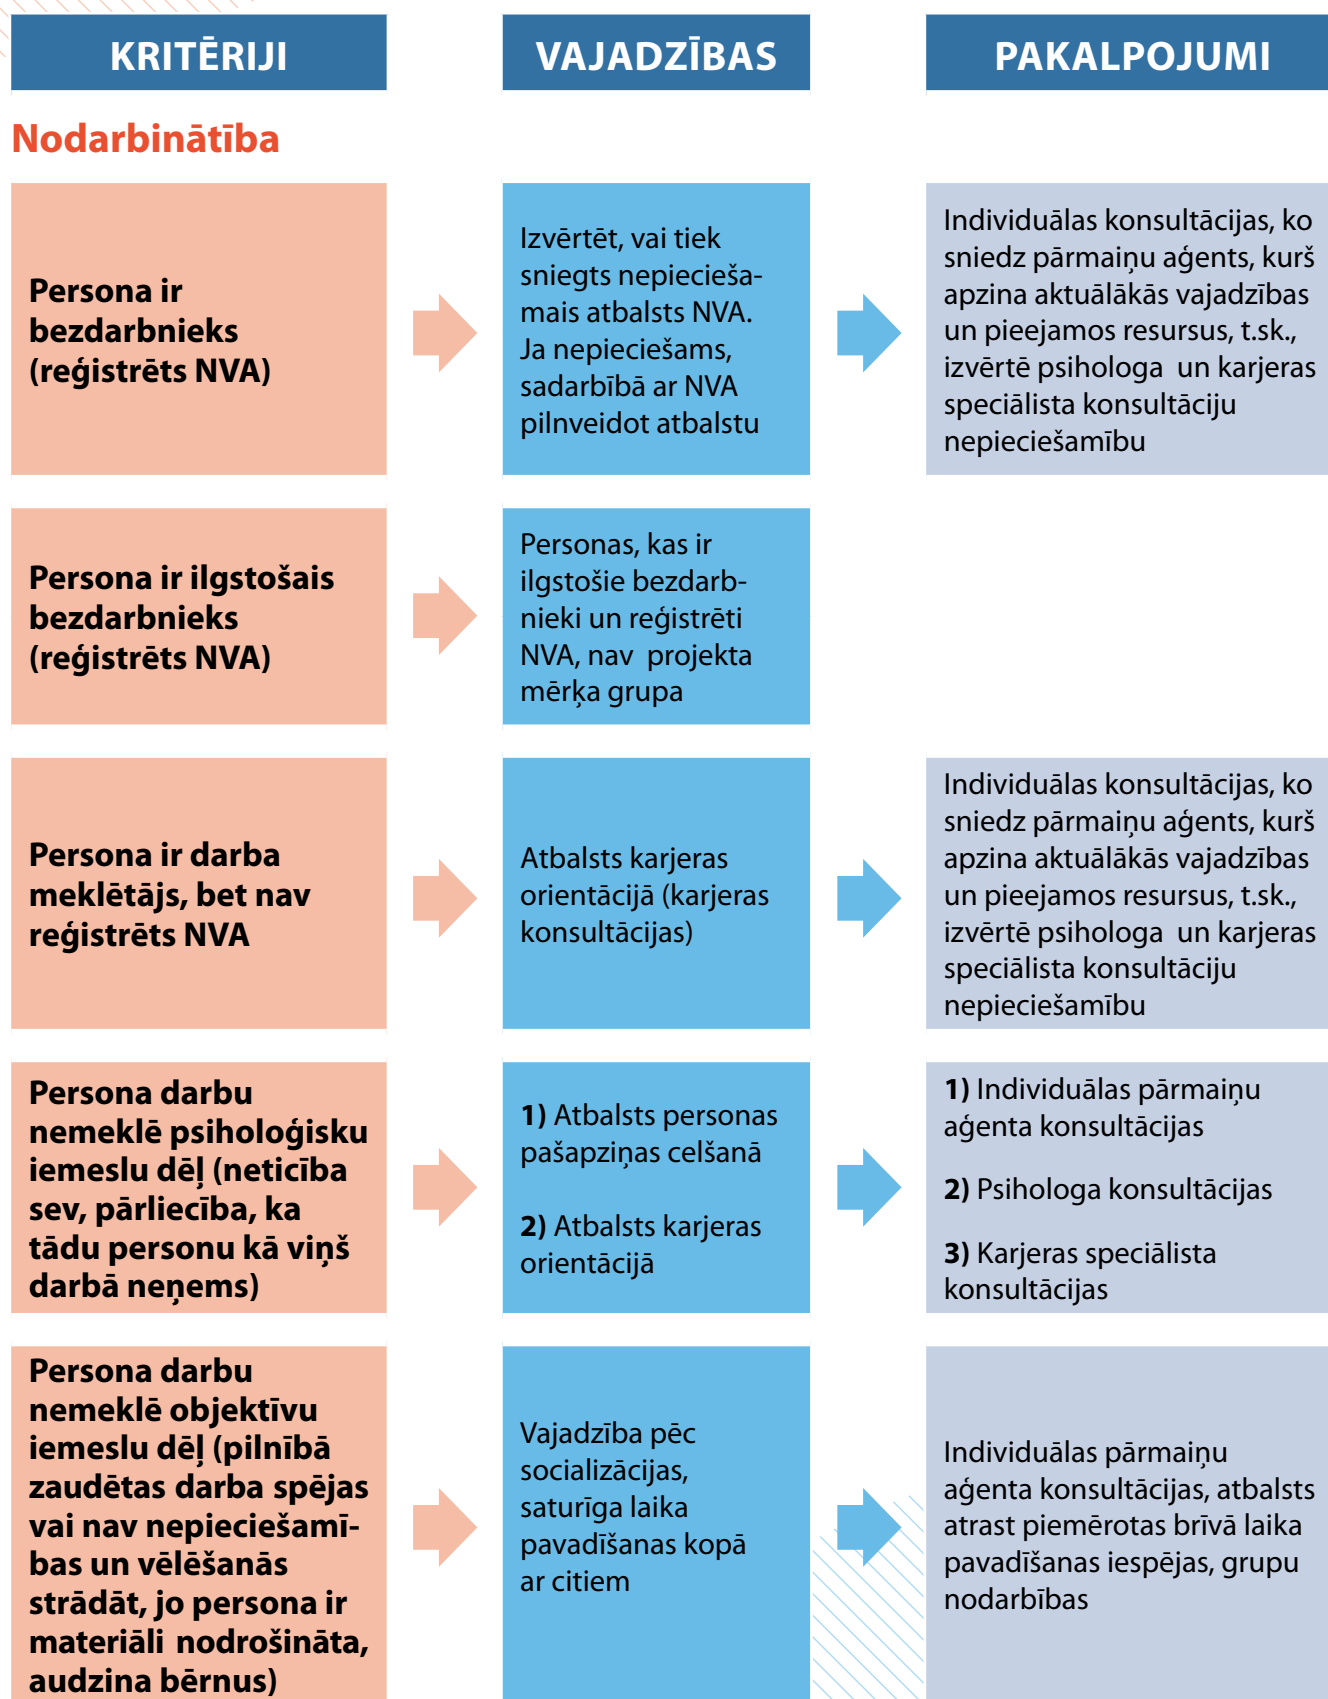 KRITĒRIJI
VAJADZĪBAS
PAKALPOJUMI
Nodarbinātība
Persona ir
bezdarbnieks
(reģistrēts NVA)
Izvērtēt, vai tiek
sniegts nepiecieša-
mais atbalsts NVA.
Ja nepieciešams,
sadarbībā ar NVA
pilnveidot atbalstu
Individuālas konsultācijas, ko
sniedz pārmaiņu aģents, kurš
apzina aktuālākās vajadzības
un pieejamos resursus, t.sk.,
izvērtē psihologa un karjeras
speciālista konsultāciju
nepieciešamību
Persona ir ilgstošais
bezdarbnieks
(reģistrēts NVA)
Personas, kas ir
ilgstošie bezdarb-
nieki un reģistrēti
NVA, nav projekta
mērķa grupa
Persona ir darba
meklētājs, bet nav
reģistrēts NVA
Atbalsts karjeras
orientācijā (karjeras
konsultācijas)
Individuālas konsultācijas, ko
sniedz pārmaiņu aģents, kurš
apzina aktuālākās vajadzības
un pieejamos resursus, t.sk.,
izvērtē psihologa un karjeras
speciālista konsultāciju
nepieciešamību
Persona darbu
nemeklē psiholoģisku
iemeslu dēļ (neticība
sev, pārliecība, ka
tādu personu kā viņš
darbā neņems)
1) Atbalsts personas
pašapziņas celšanā
2) Atbalsts karjeras
orientācijā
1) Individuālas pārmaiņu
aģenta konsultācijas
2) Psihologa konsultācijas
3) Karjeras speciālista
konsultācijas
Persona darbu
nemeklē objektīvu
iemeslu dēļ (pilnībā
zaudētas darba spējas
vai nav nepieciešamī-
bas un vēlēšanās
strādāt, jo persona ir
materiāli nodrošināta,
audzina bērnus)
Vajadzība pēc
socializācijas,
saturīga laika
pavadīšanas kopā
ar citiem
Individuālas pārmaiņu
aģenta konsultācijas, atbalsts
atrast piemērotas brīvā laika
pavadīšanas iespējas, grupu
nodarbības